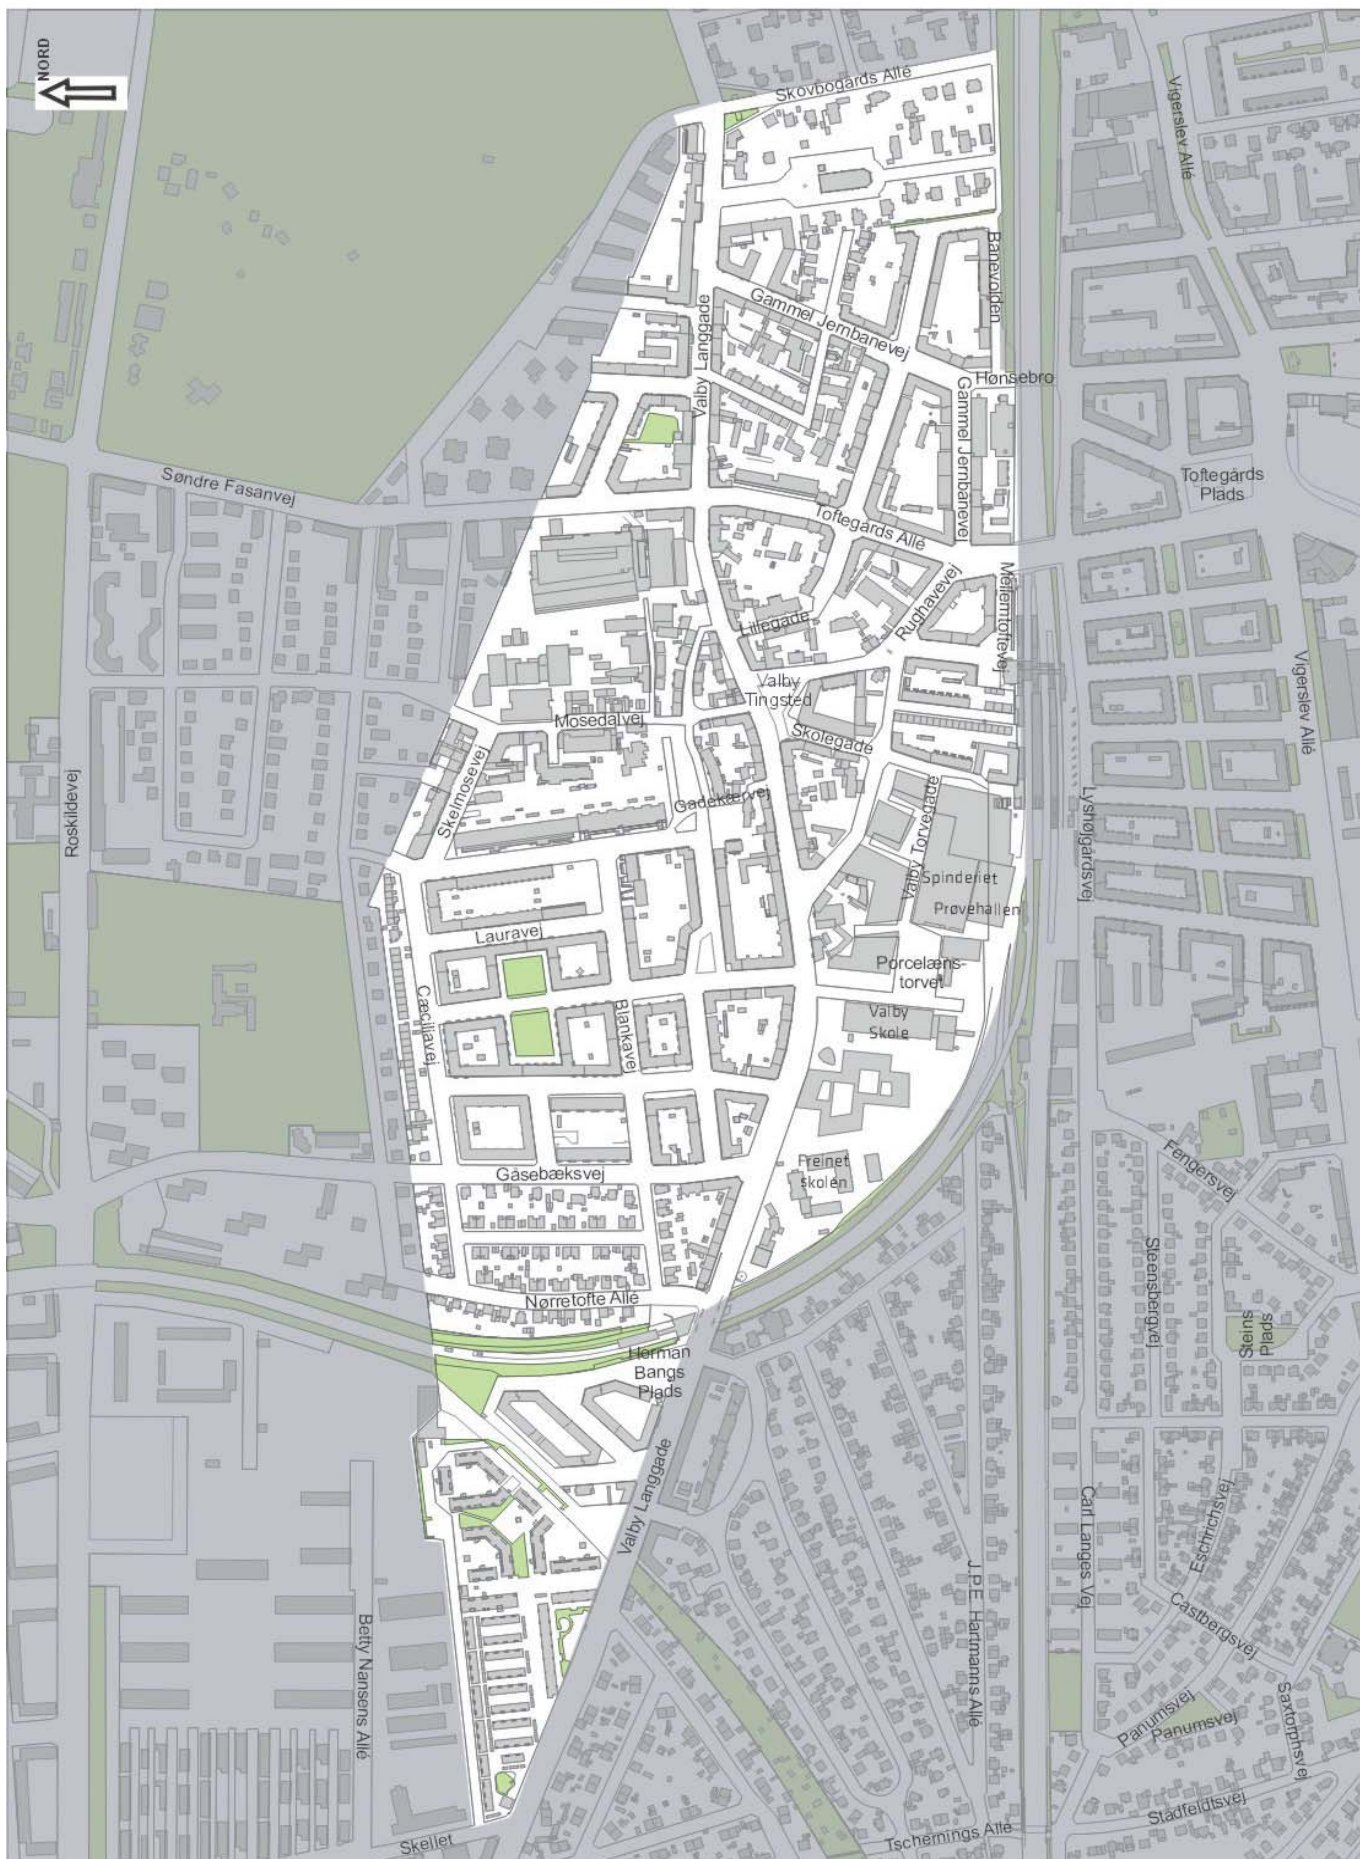 NORD
Skovbogårds Allé
Vigerslev Allé
Banevolden
Gammel Jernbanevej
Valby Langgade
Hønsebro
Gammel Jernbanevej
Søndre Fasanvej
Toftegårds
Plads
Toftegårds Allé
Mellemtoftevej
Rughavevej
Lillegade
Valby
Tingsted
Vigerslev Allé
Mosedalvej
Skolegade
Skelmosevej
Gadekærvej
Roskildevej
Valby Torvegade
Lyshøjgårdsvej
Spinderiet
Prøvehallen
Lauravej
Porcelæns-
torvet
Cæciliavej
Blankavej
Valby
Skole
Fengersvej
Gåsebæksvej
Freinet
skolen
Steensbergvej
Nørretofte Allé
Steins
Plads
Herman
Bangs
Plads
Valby Langgade
Carl Langes Vej
Eschrichsvej
J.P.E. Hartmanns Allé
Castbergsvej
Betty Nansens Allé
Panumsvej
Panumsvej
Saxtorphsvej
Stadfeldtsvej
Skellet
Tschernings Allé